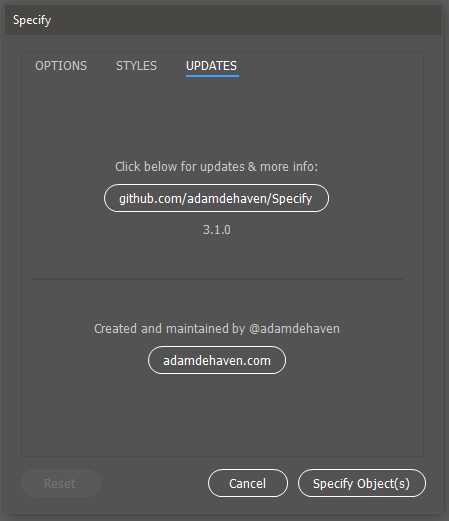 Specify
OPTIONS STYLES UPDATES
Click below for updates & more info:
github.com/adamdehaven/Specify
3.1.0
Created and maintained by @adamdehaven
adamdehaven.com
Reset Cancel Specify Object(s)